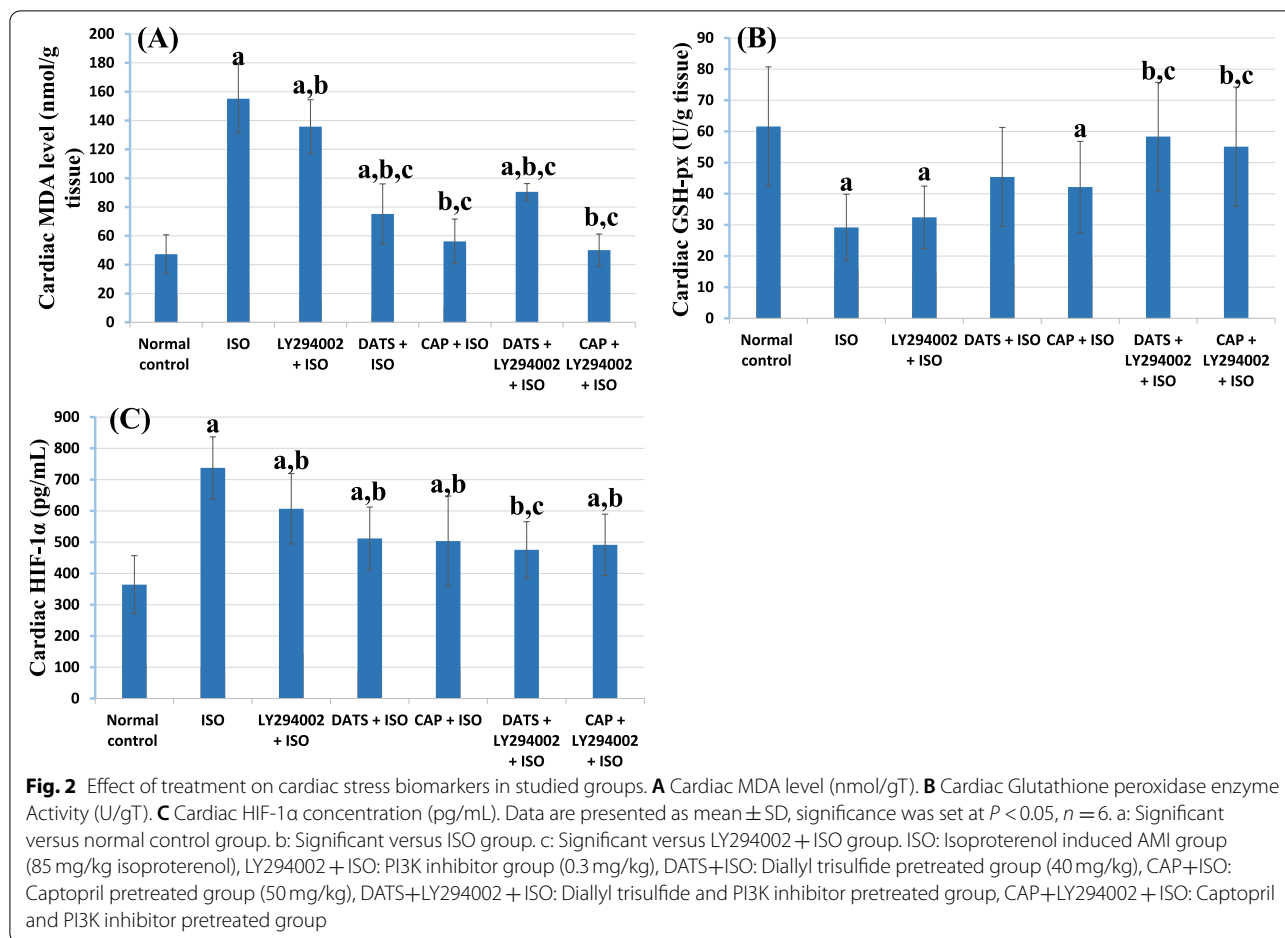 (A)
Cardiac MDA level (nmol/g
tissue)
200
180
160
140
120
100
80
60
40
20
0
a
a,b
a,b,c
b,c
a,b,c
b,c
Normal
control
ISO
LY294002
+ ISO
DATS +
ISO
CAP + ISO
DATS +
LY294002
+ ISO
CAP +
LY294002
+ ISO
(B)
Cardiac GSH-px (U/g tissue)
90
80
70
60
50
40
30
20
10
0
a
a
a
b,c
b,c
Normal
control
ISO
LY294002
+ ISO
DATS + ISO
CAP + ISO
DATS +
LY294002
+ ISO
CAP +
LY294002
+ ISO
(C)
Cardiac HIF-1α (pg/mL)
900
800
700
600
500
400
300
200
100
0
a
a,b
a,b
a,b
b,c
a,b
Normal
control
ISO
LY294002
+ ISO
DATS + ISO
CAP + ISO
DATS +
LY294002
+ ISO
CAP +
LY294002
+ ISO
Fig. 2 Effect of treatment on cardiac stress biomarkers in studied groups. A Cardiac MDA level (nmol/gT). B Cardiac Glutathione peroxidase enzyme
Activity (U/gT). C Cardiac HIF-1α concentration (pg/mL). Data are presented as mean ± SD, significance was set at P < 0.05, n = 6. a: Significant
versus normal control group. b: Significant versus ISO group. c: Significant versus LY294002 + ISO group. ISO: Isoproterenol induced AMI group
(85 mg/kg isoproterenol), LY294002 + ISO: PI3K inhibitor group (0.3 mg/kg), DATS+ISO: Diallyl trisulfide pretreated group (40 mg/kg), CAP+ISO:
Captopril pretreated group (50 mg/kg), DATS+LY294002 + ISO: Diallyl trisulfide and PI3K inhibitor pretreated group, CAP+LY294002 + ISO: Captopril
and PI3K inhibitor pretreated group